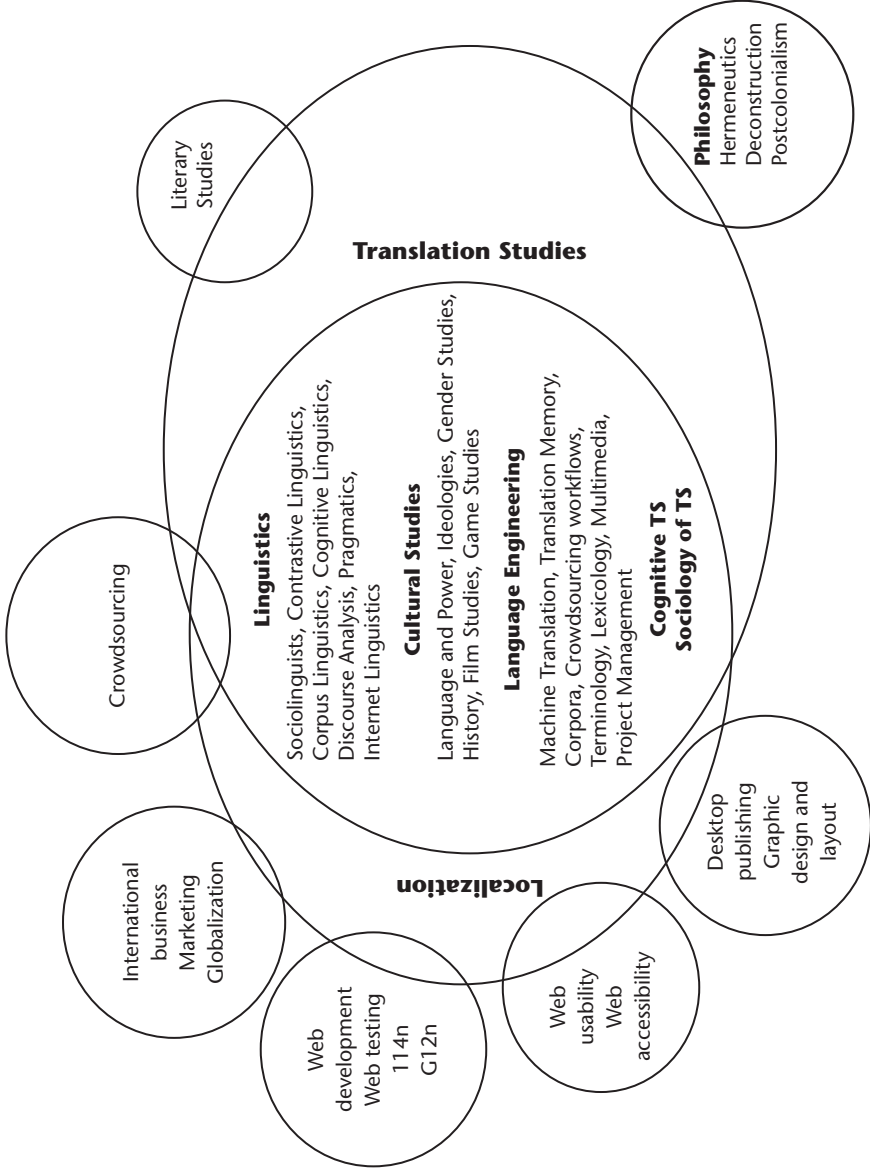 International
business
Marketing
Globalization
Crowdsourcing
Literary
Studies
Web
development
Web testing
114n
G12n
Localization
Linguistics
Sociolinguists, Contrastive Linguistics,
Corpus Linguistics, Cognitive Linguistics,
Discourse Analysis, Pragmatics,
Internet Linguistics
Cultural Studies
Language and Power, Ideologies, Gender Studies,
History, Film Studies, Game Studies
Language Engineering
Machine Translation, Translation Memory,
Corpora, Crowdsourcing workflows,
Terminology, Lexicology, Multimedia,
Project Management
Cognitive TS
Sociology of TS
Translation Studies
Web
usability
Web
accessibility
Desktop
publishing
Graphic
design and
layout
Philosophy
Hermeneutics
Deconstruction
Postcolonialism